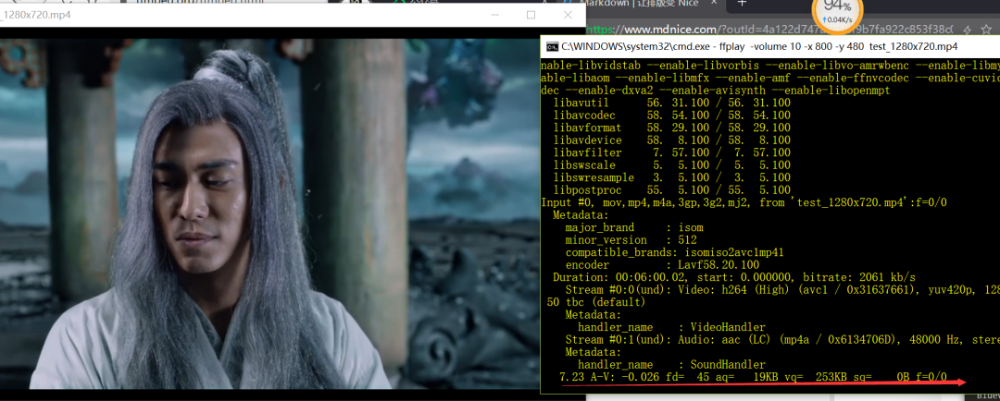 _1280x720.mp4
Markdown | 让排版变 Nice
94%
0.04K/s
https://www.mdnice.com/?outId=4a122d747
9b7fa922c853f38c
C:\WINDOWS\system32\cmd.exe - ffplay -volume 10 -x 800 -y 480 test_1280x720.mp4
nable-libvidstab --enable-libvorbis --enable-libvo-amrwbenc --enable-libmy
able-libaom --enable-libmfx --enable-amf --enable-ffnvcodec --enable-cuvid
dec --enable-dxva2 --enable-avisynth --enable-libopenmpt
libavutil 56. 31.100 / 56. 31.100
libavcodec 58. 54.100 / 58. 54.100
libavformat 58. 29.100 / 58. 29.100
libavdevice 58. 8.100 / 58. 8.100
libavfilter 7. 57.100 / 7. 57.100
libswscale 5. 5.100 / 5. 5.100
libswresample 3. 5.100 / 3. 5.100
libpostproc 55. 5.100 / 55. 5.100
Input #0, mov,mp4,m4a,3gp,3g2,mj2, from 'test_1280x720.mp4':f=0/0
Metadata:
major_brand : isom
minor_version : 512
compatible_brands: isomiso2avc1mp41
encoder : Lavf58.20.100
Duration: 00:06:00.02, start: 0.000000, bitrate: 2061 kb/s
Stream #0:0(und): Video: h264 (High) (avc1 / 0x31637661), yuv420p, 128
50 tbc (default)
Metadata:
handler_name : VideoHandler
Stream #0:1(und): Audio: aac (LC) (mp4a / 0x6134706D), 48000 Hz, stere
Metadata:
handler_name : SoundHandler
7.23 A-V: -0.026 fd= 45 aq= 19KB vq= 253KB sq= 0B f=0/0